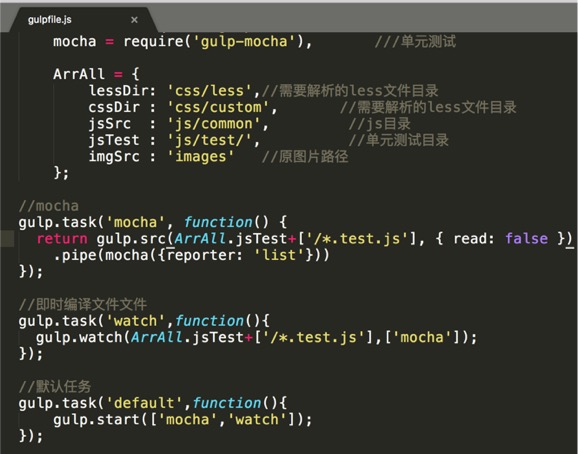 gulpfile.js ×
mocha = require('gulp-mocha'), ///单元测试
ArrAll = {
lessDir: 'css/less',//需要解析的less文件目录
cssDir : 'css/custom', //需要解析的less文件目录
jsSrc : 'js/common', //js目录
jsTest : 'js/test/', //单元测试目录
imgSrc : 'images' //原图片路径
};
//mocha
gulp.task('mocha', function() {
return gulp.src(ArrAll.jsTest+['/*.test.js'], { read: false })
.pipe(mocha({reporter: 'list'}))
});
//即时编译文件文件
gulp.task('watch',function(){
gulp.watch(ArrAll.jsTest+['/*.test.js'],['mocha']);
});
//默认任务
gulp.task('default',function(){
gulp.start(['mocha','watch']);
});